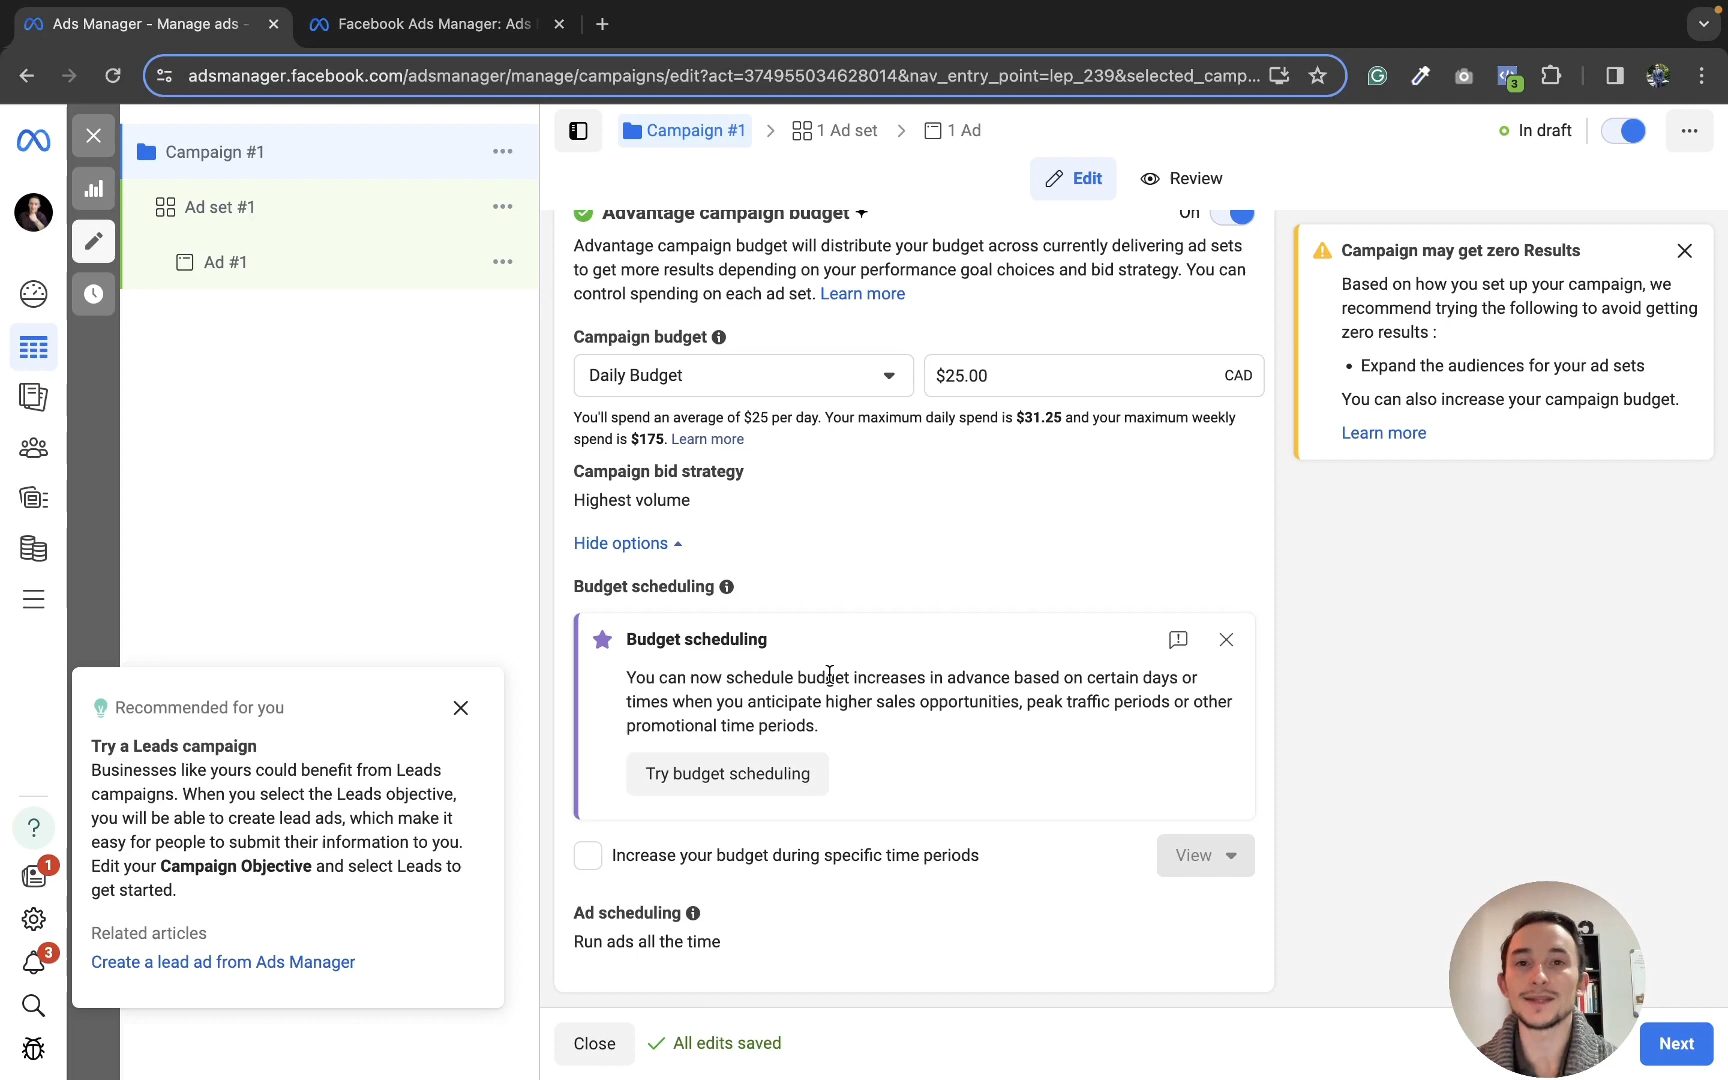 Ads Manager - Manage ads -
Facebook Ads Manager: Ads
adsmanager.facebook.com/adsmanager/manage/campaigns/edit?act=374955034628014&nav_entry_point=lep_239&selected_camp...
3
Campaign #1
Ad set #1
Ad #1
Campaign #1
1 Ad set
1 Ad
In draft
Edit
Review
Advantage campaign budget
On
Advantage campaign budget will distribute your budget across currently delivering ad sets
to get more results depending on your performance goal choices and bid strategy. You can
control spending on each ad set. Learn more
Campaign budget
Daily Budget
$25.00
CAD
You'll spend an average of $25 per day. Your maximum daily spend is $31.25 and your maximum weekly
spend is $175. Learn more
Campaign bid strategy
Highest volume
Hide options
Budget scheduling
Budget scheduling
You can now schedule budget increases in advance based on certain days or
times when you anticipate higher sales opportunities, peak traffic periods or other
promotional time periods.
Try budget scheduling
Increase your budget during specific time periods
View
Ad scheduling
Run ads all the time
Close
All edits saved
Next
Campaign may get zero Results
Based on how you set up your campaign, we
recommend trying the following to avoid getting
zero results :
• Expand the audiences for your ad sets
You can also increase your campaign budget.
Learn more
Recommended for you
Try a Leads campaign
Businesses like yours could benefit from Leads
campaigns. When you select the Leads objective,
you will be able to create lead ads, which make it
easy for people to submit their information to you.
Edit your Campaign Objective and select Leads to
get started.
Related articles
Create a lead ad from Ads Manager
?
1
3